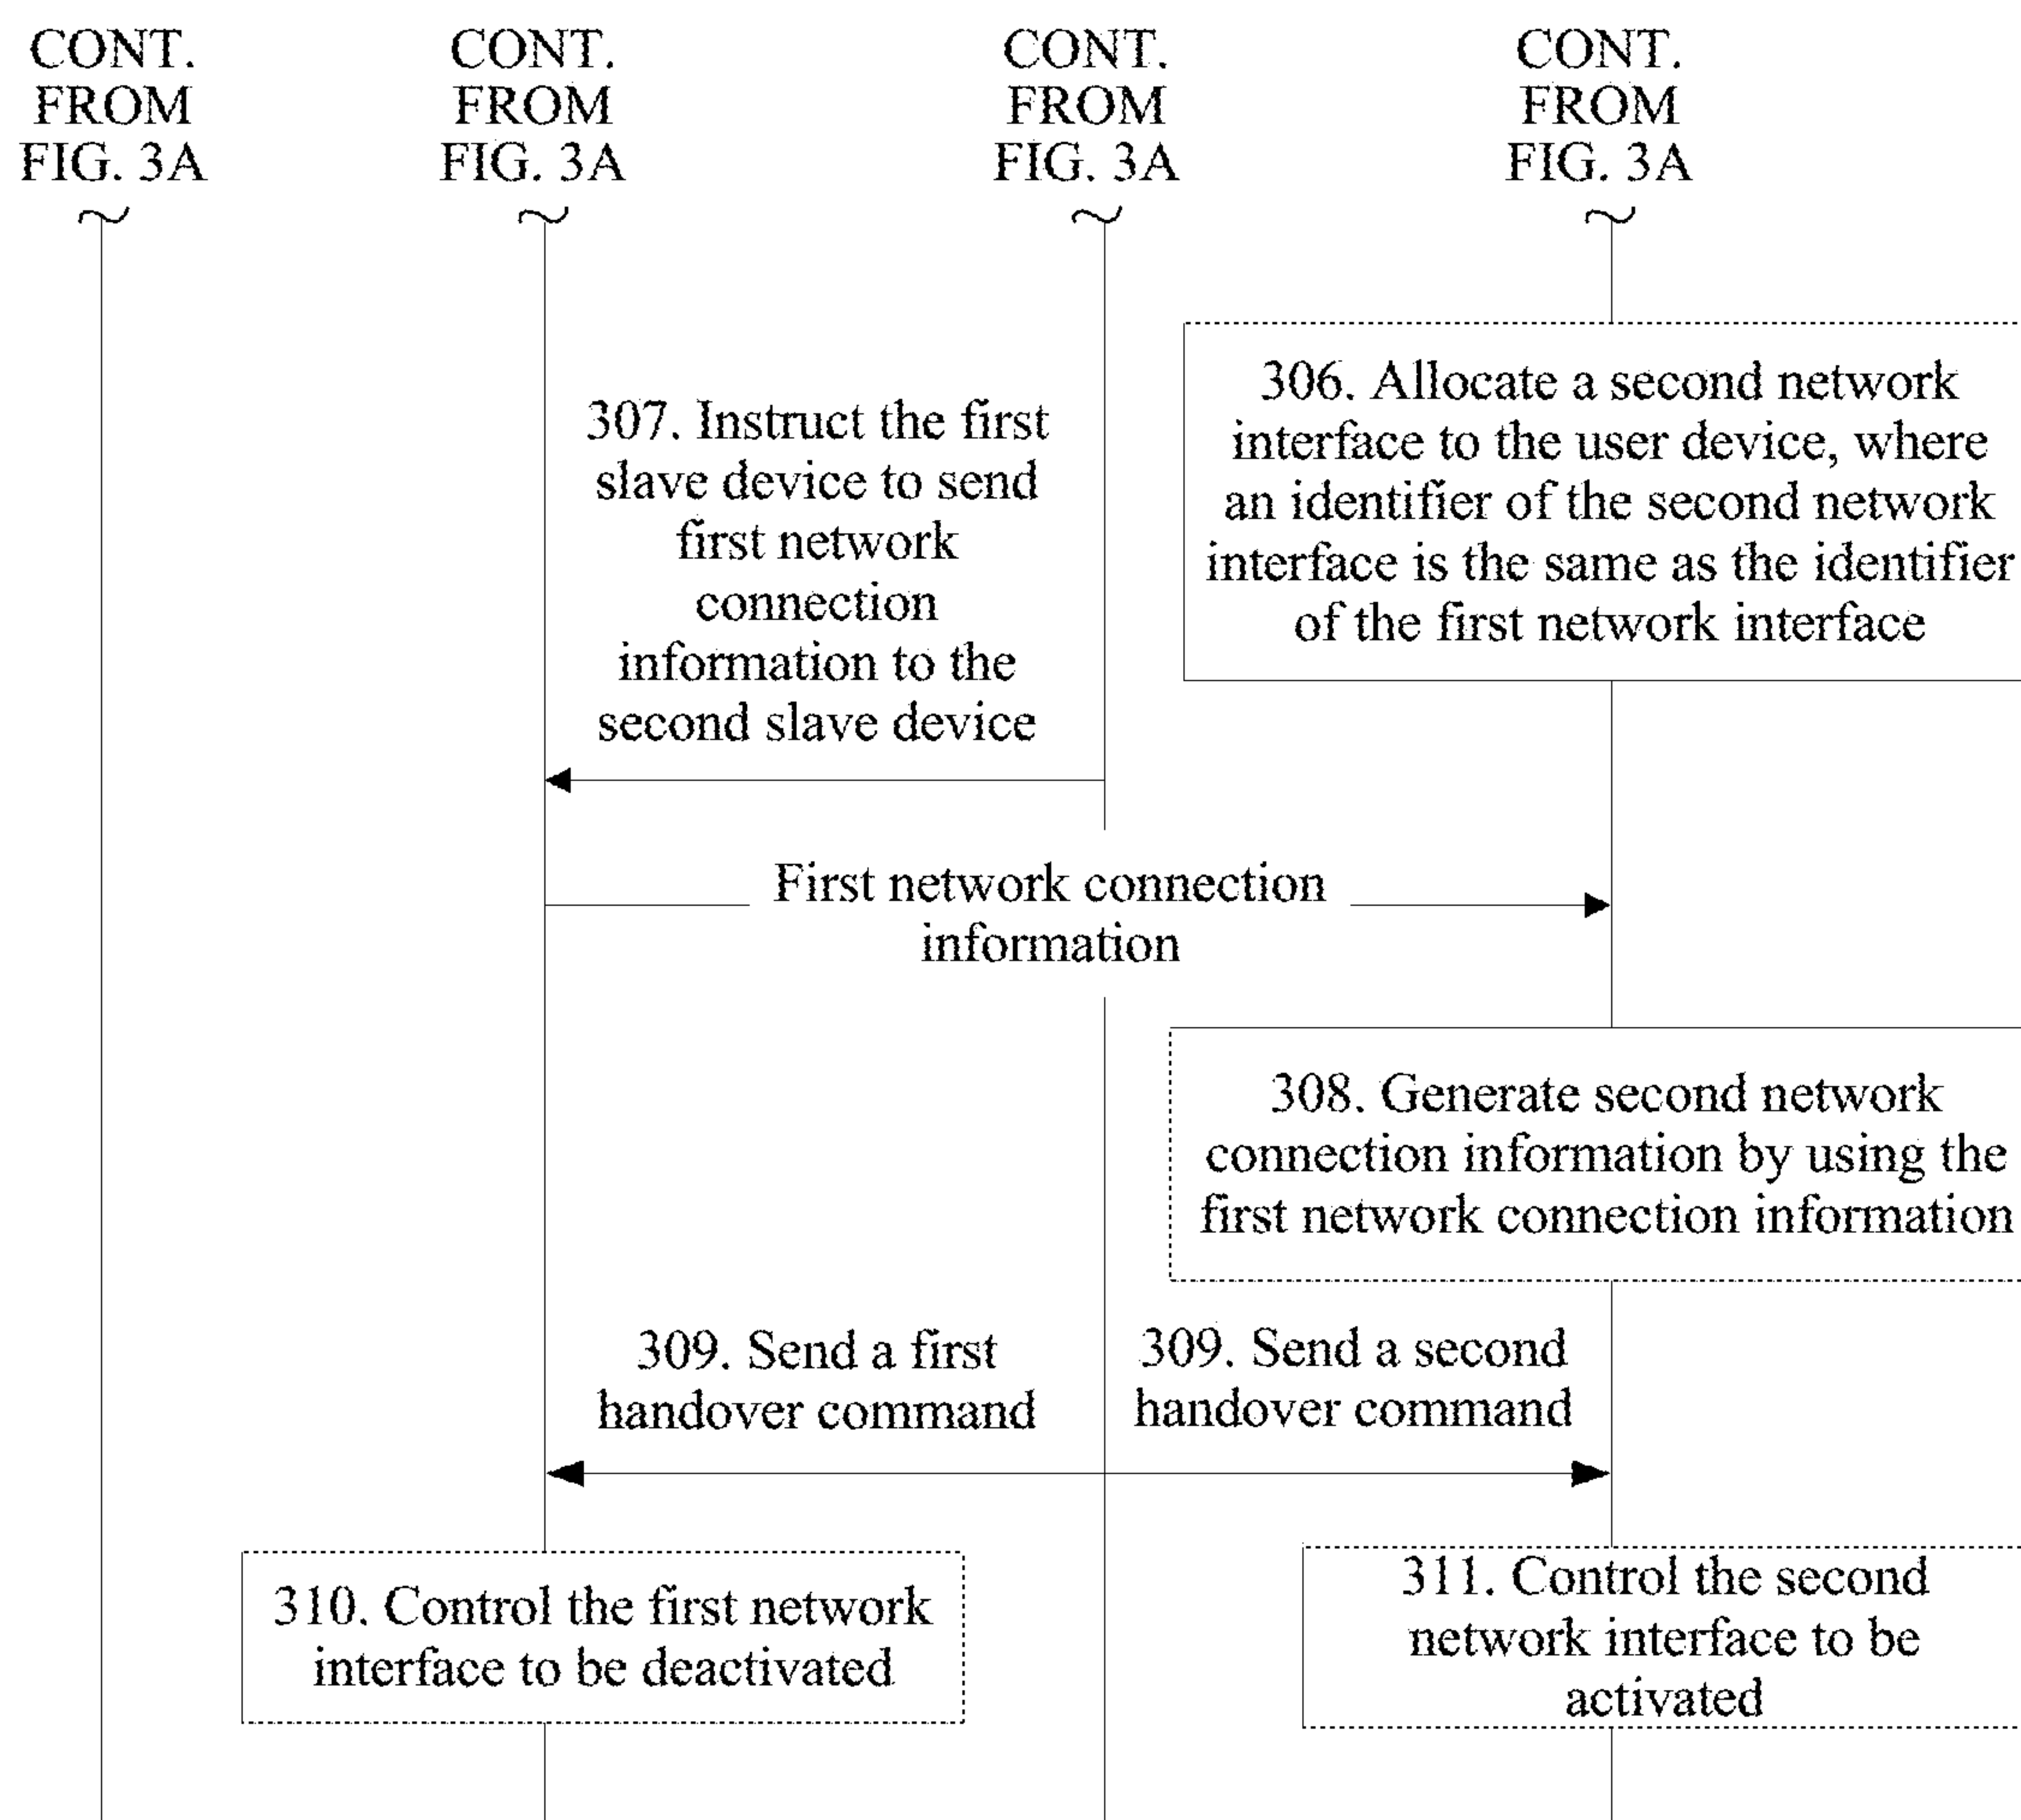 CONT.
FROM
FIG. 3A
CONT.
FROM
FIG. 3A
CONT.
FROM
FIG. 3A
CONT.
FROM
FIG. 3A
306. Allocate a second network
interface to the user device, where
an identifier of the second network
interface is the same as the identifier
of the first network interface
307. Instruct the first
slave device to send
first network
connection
information to the
second slave device
First network connection
information
308. Generate second network
connection information by using the
first network connection information
309. Send a first
handover command
309. Send a second
handover command
310. Control the first network
interface to be deactivated
311. Control the second
network interface to be
activated